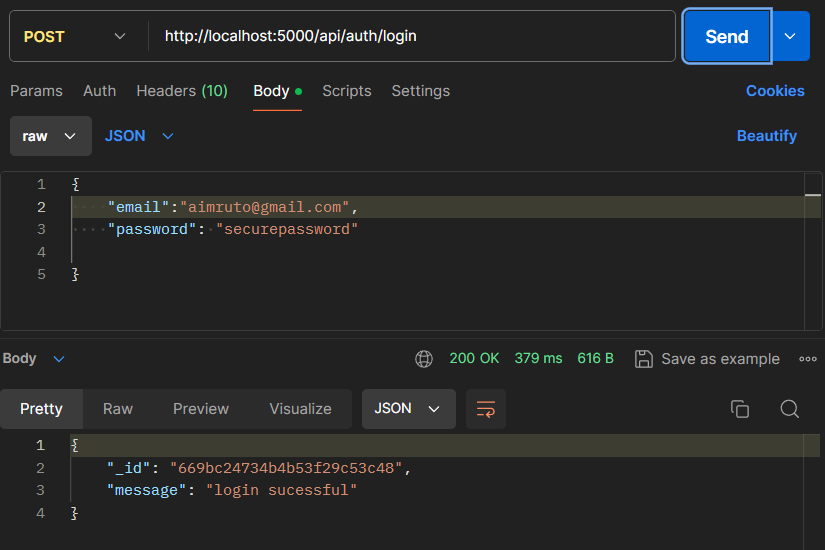 POST http://localhost:5000/api/auth/login Send
Params Auth Headers (10) Body Scripts Settings Cookies
raw JSON Beautify
1 {
2 "email":"aimruto@gmail.com",
3 "password": "securepassword"
4
5 }
Body 200 OK 379 ms 616 B Save as example
Pretty Raw Preview Visualize JSON
1 {
2 "_id": "669bc24734b4b53f29c53c48",
3 "message": "login sucessful"
4 }